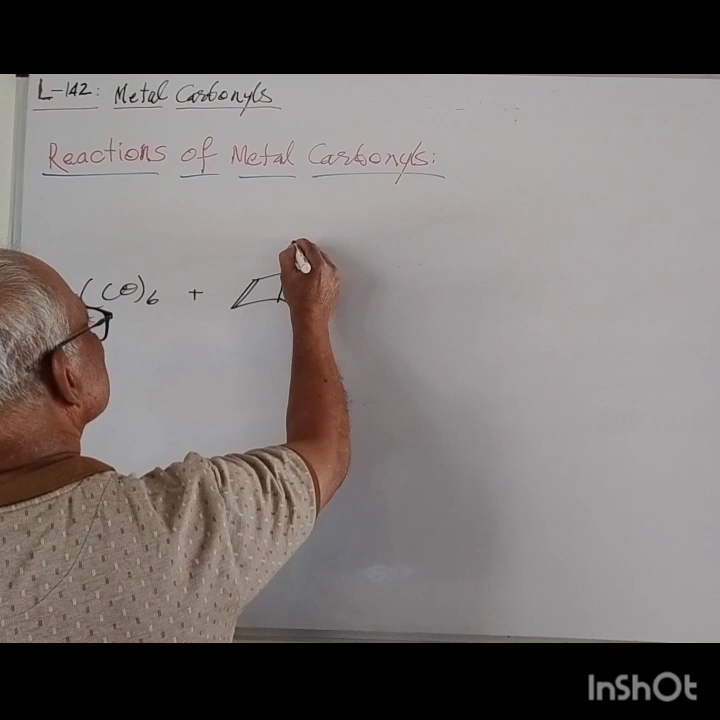 L-142: Metal Carbonyls
Reactions of Metal Carbonyls:
(CO)6 +
InShOt